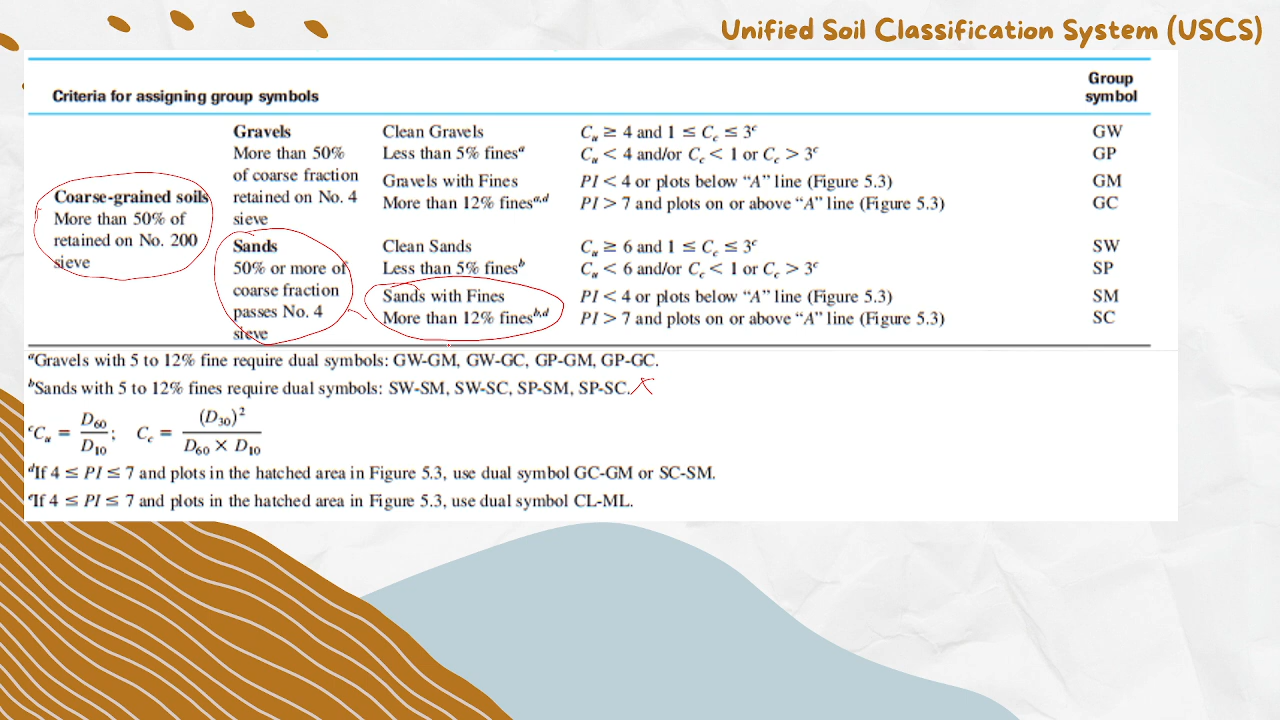 Unified Soil Classification System (USCS)
Criteria for assigning group symbols
Group
symbol
Coarse-grained soils
More than 50% of
retained on No. 200
sieve
Gravels
More than 50%
of coarse fraction
retained on No. 4
sieve
Clean Gravels
Less than 5% finesᵃ
Cᵤ ≥ 4 and 1 ≤ C꜀ ≤ 3ᶜ GW
Cᵤ < 4 and/or C꜀ < 1 or C꜀ > 3ᶜ GP
Gravels with Fines
More than 12% finesᵃ,ᵈ
PI < 4 or plots below “A” line (Figure 5.3) GM
PI > 7 and plots on or above “A” line (Figure 5.3) GC
Sands
50% or more of
coarse fraction
passes No. 4
sieve
Clean Sands
Less than 5% finesᵇ
Cᵤ ≥ 6 and 1 ≤ C꜀ ≤ 3ᶜ SW
Cᵤ < 6 and/or C꜀ < 1 or C꜀ > 3ᶜ SP
Sands with Fines
More than 12% finesᵇ,ᵈ
PI < 4 or plots below “A” line (Figure 5.3) SM
PI > 7 and plots on or above “A” line (Figure 5.3) SC
ᵃGravels with 5 to 12% fine require dual symbols: GW-GM, GW-GC, GP-GM, GP-GC.
ᵇSands with 5 to 12% fines require dual symbols: SW-SM, SW-SC, SP-SM, SP-SC.
ᶜCᵤ = D₆₀ / D₁₀; C꜀ = (D₃₀)² / D₆₀ × D₁₀
ᵈIf 4 ≤ PI ≤ 7 and plots in the hatched area in Figure 5.3, use dual symbol GC-GM or SC-SM.
ᵉIf 4 ≤ PI ≤ 7 and plots in the hatched area in Figure 5.3, use dual symbol CL-ML.